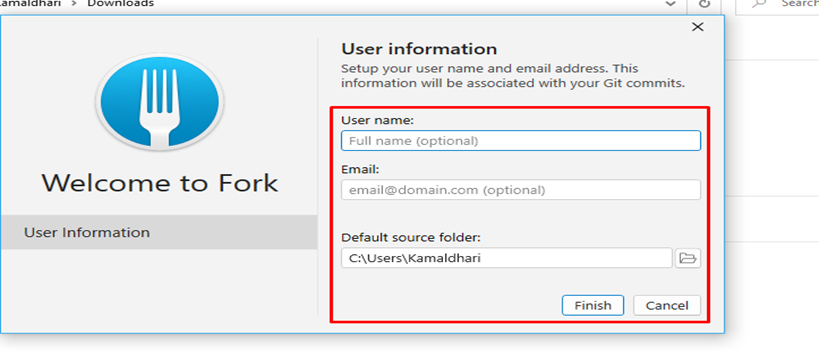 Kamaldhari > Downloads
Search
User information
Setup your user name and email address. This
information will be associated with your Git commits.
User name:
Full name (optional)
Email:
email@domain.com (optional)
Welcome to Fork
User Information
Default source folder:
C:\Users\Kamaldhari
Finish
Cancel